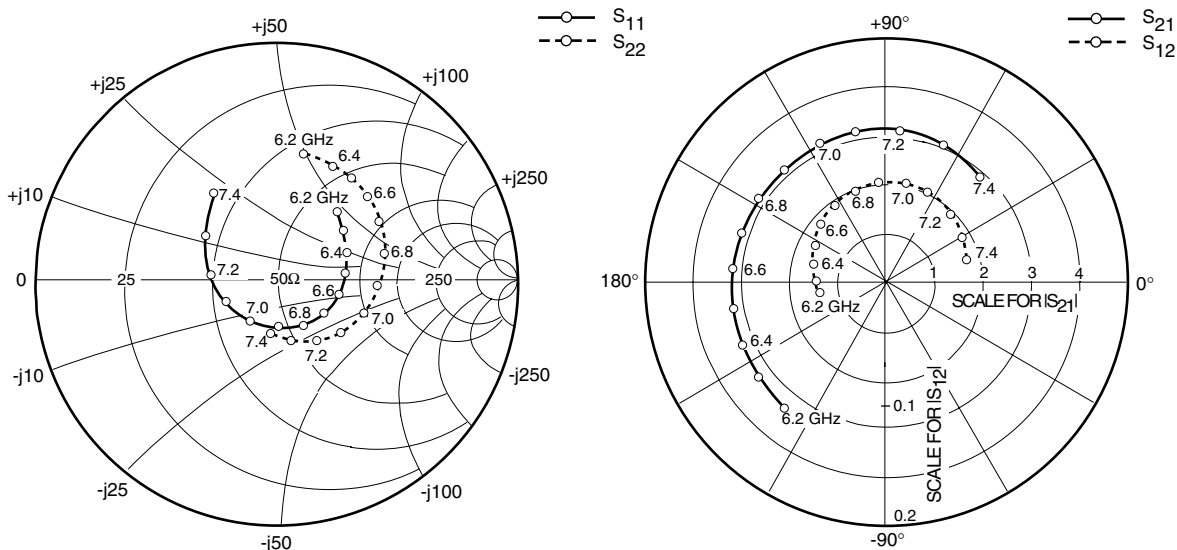 S11
S22
+j50
+j25
+j100
+j10
+j250
0
25
50Ω
250
-j10
-j250
-j25
-j100
-j50
6.2 GHz
6.4
6.6
6.8
7.0
7.2
7.4
6.2 GHz
6.4
6.6
6.8
7.0
7.2
7.4
S21
S12
+90°
180°
0°
-90°
7.4
7.2
7.0
6.8
6.6
6.4
6.2 GHz
7.4
7.2
7.0
6.8
6.6
6.4
6.2 GHz
1
2
3
4
SCALE FOR |S21|
SCALE FOR |S12|
0.1
0.2